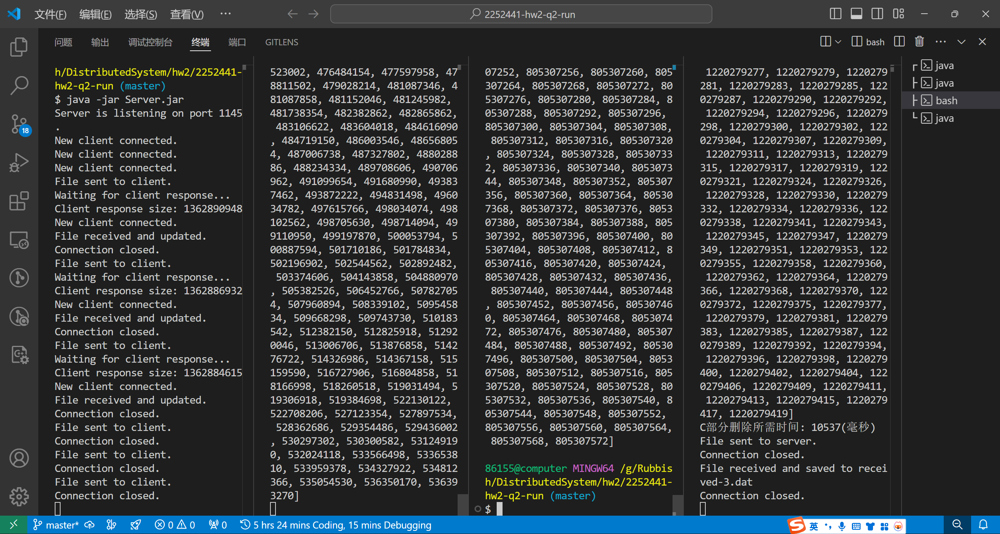 文件(F) 编辑(E) 选择(S) 查看(V) ···
2252441-hw2-q2-run
问题 输出 调试控制台 终端 端口 GITLENS
bash
h/DistributedSystem/hw2/2252441-
hw2-q2-run (master)
$ java -jar Server.jar
Server is listening on port 1145
.
New client connected.
New client connected.
New client connected.
File sent to client.
Waiting for client response...
Client response size: 1362890948
New client connected.
File received and updated.
Connection closed.
File sent to client.
Waiting for client response...
Client response size: 1362886932
New client connected.
File received and updated.
Connection closed.
File sent to client.
Waiting for client response...
Client response size: 1362884615
New client connected.
File received and updated.
Connection closed.
File sent to client.
Connection closed.
File sent to client.
Connection closed.
File sent to client.
Connection closed.
523002, 476484154, 477597958, 47
8811502, 479028214, 481087346, 4
81087858, 481152046, 481245982,
481738354, 482382862, 482865862,
483106622, 483604018, 484616090
, 484719150, 486003546, 48656805
4, 487006738, 487327802, 4880288
86, 488234334, 489708606, 490706
962, 491099654, 491680990, 49383
7462, 493872222, 494831498, 4960
34782, 497615766, 498034074, 498
102562, 498705630, 498714094, 49
9110950, 499197870, 500053794, 5
00887594, 501710186, 501784834,
502196902, 502544562, 502892482,
503374606, 504143858, 504880970
, 505382526, 506452766, 50782705
4, 507960894, 508339102, 5095458
34, 509668298, 509743730, 510183
542, 512382150, 512825918, 51292
0046, 513006706, 513876858, 5142
76722, 514326986, 514367158, 515
159590, 516727906, 516804858, 51
8166998, 518260518, 519031494, 5
19306918, 519384698, 522130122,
522708206, 527123354, 527897534,
528362686, 529354486, 529436002
, 530297302, 530300582, 53124919
0, 532024118, 533566498, 5336538
10, 533959378, 534327922, 534812
366, 535054530, 536350170, 53639
3270]
07252, 805307256, 805307260, 805
307264, 805307268, 805307272, 80
5307276, 805307280, 805307284, 8
05307288, 805307292, 805307296,
805307300, 805307304, 805307308,
805307312, 805307316, 805307320
, 805307324, 805307328, 80530733
2, 805307336, 805307340, 8053073
44, 805307348, 805307352, 805307
356, 805307360, 805307364, 80530
7368, 805307372, 805307376, 8053
07380, 805307384, 805307388, 805
307392, 805307396, 805307400, 80
5307404, 805307408, 805307412, 8
05307416, 805307420, 805307424,
805307428, 805307432, 805307436,
805307440, 805307444, 805307448
, 805307452, 805307456, 80530746
0, 805307464, 805307468, 8053074
72, 805307476, 805307480, 805307
484, 805307488, 805307492, 80530
7496, 805307500, 805307504, 8053
07508, 805307512, 805307516, 805
307520, 805307524, 805307528, 80
5307532, 805307536, 805307540, 8
05307544, 805307548, 805307552,
805307556, 805307560, 805307564,
805307568, 805307572]
86155@computer MINGW64 /g/Rubbis
h/DistributedSystem/hw2/2252441-
hw2-q2-run (master)
$
1220279277, 1220279279, 1220279
281, 1220279283, 1220279285, 122
0279287, 1220279290, 1220279292,
1220279294, 1220279296, 1220279
298, 1220279300, 1220279302, 122
0279304, 1220279307, 1220279309,
1220279311, 1220279313, 1220279
315, 1220279317, 1220279319, 122
0279321, 1220279324, 1220279326,
1220279328, 1220279330, 1220279
332, 1220279334, 1220279336, 122
0279338, 1220279341, 1220279343,
1220279345, 1220279347, 1220279
349, 1220279351, 1220279353, 122
0279355, 1220279358, 1220279360,
1220279362, 1220279364, 1220279
366, 1220279368, 1220279370, 122
0279372, 1220279375, 1220279377,
1220279379, 1220279381, 1220279
383, 1220279385, 1220279387, 122
0279389, 1220279392, 1220279394,
1220279396, 1220279398, 1220279
400, 1220279402, 1220279404, 122
0279406, 1220279409, 1220279411,
1220279413, 1220279415, 1220279
417, 1220279419]
C部分删除所需时间: 10537(毫秒)
File sent to server.
Connection closed.
File received and saved to recei
ved-3.dat
Connection closed.
java
java
bash
java
18
master* 0 0 0 5 hrs 24 mins Coding, 15 mins Debugging
S 英